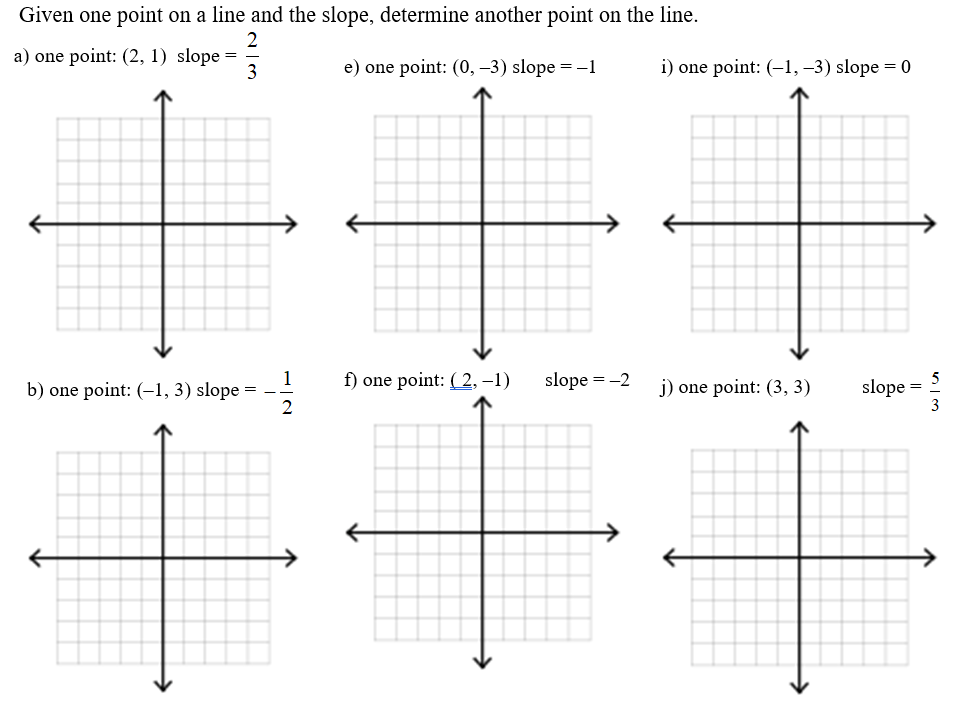 Given one point on a line and the slope, determine another point on the line.
a) one point: (2, 1) slope = 2/3
e) one point: (0, –3) slope = –1
i) one point: (–1, –3) slope = 0
b) one point: (–1, 3) slope = –1/2
f) one point: ( 2, –1) slope = –2
j) one point: (3, 3) slope = 5/3